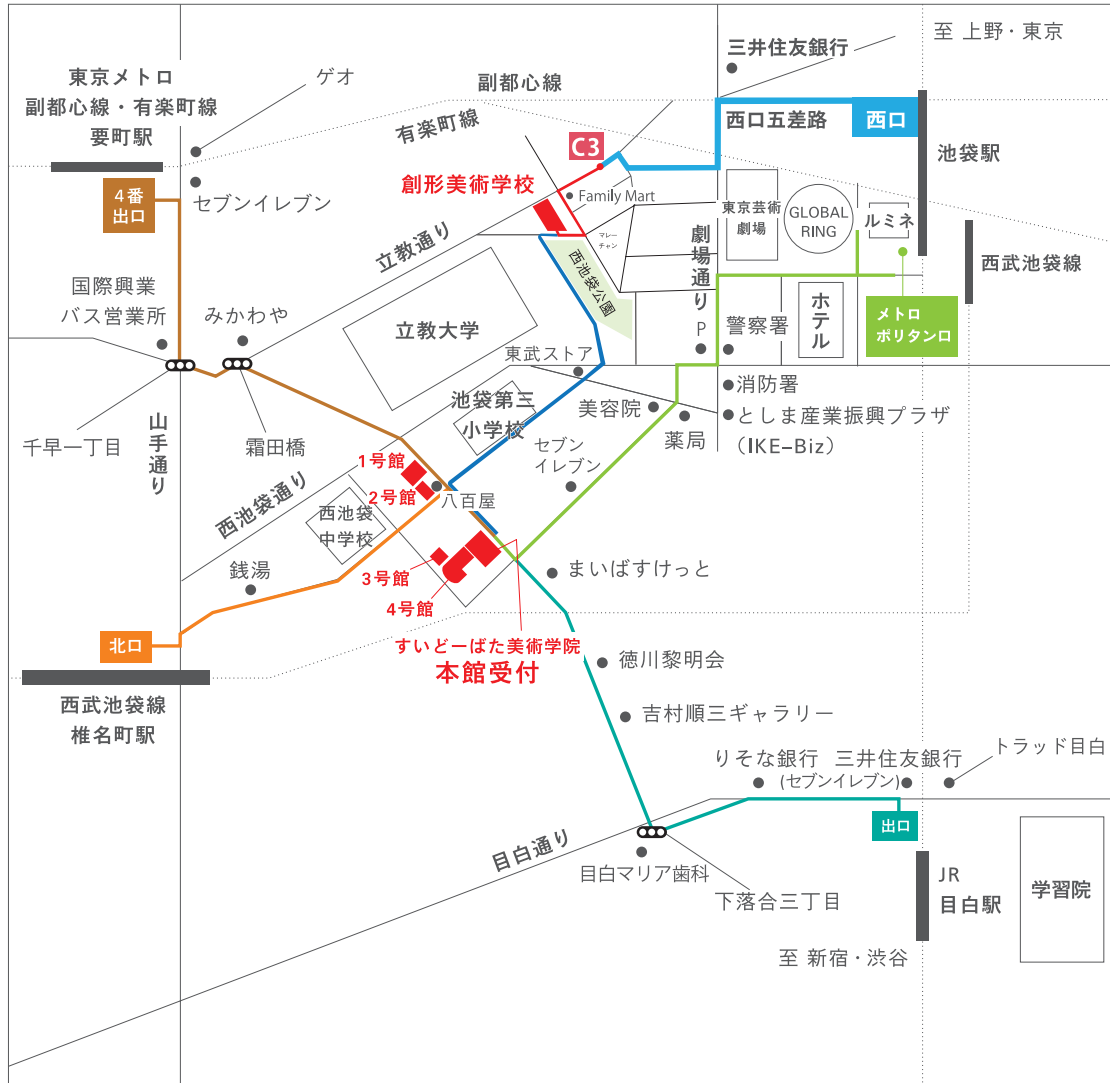 至 上野・東京
三井住友銀行
東京メトロ
副都心線・有楽町線
要町駅
ゲオ
副都心線
有楽町線
西口五差路
西口
池袋駅
C3
4番
出口
セブンイレブン
創形美術学校
Family Mart
東京芸術
劇場
GLOBAL
RING
ルミネ
マレー
チャン
立教通り
劇場通り
西池袋公園
西武池袋線
国際興業
バス営業所
みかわや
立教大学
P
警察署
ホテル
メトロ
ポリタン口
東武ストア
消防署
池袋第三
小学校
美容院
としま産業振興プラザ
（IKE–Biz）
薬局
千早一丁目
山手通り
霜田橋
セブン
イレブン
1号館
2号館
八百屋
西池袋通り
西池袋
中学校
銭湯
3号館
4号館
まいばすけっと
北口
すいどーばた美術学院
本館受付
徳川黎明会
西武池袋線
椎名町駅
吉村順三ギャラリー
りそな銀行
三井住友銀行
(セブンイレブン)
トラッド目白
出口
目白通り
目白マリア歯科
下落合三丁目
JR
目白駅
学習院
至 新宿・渋谷